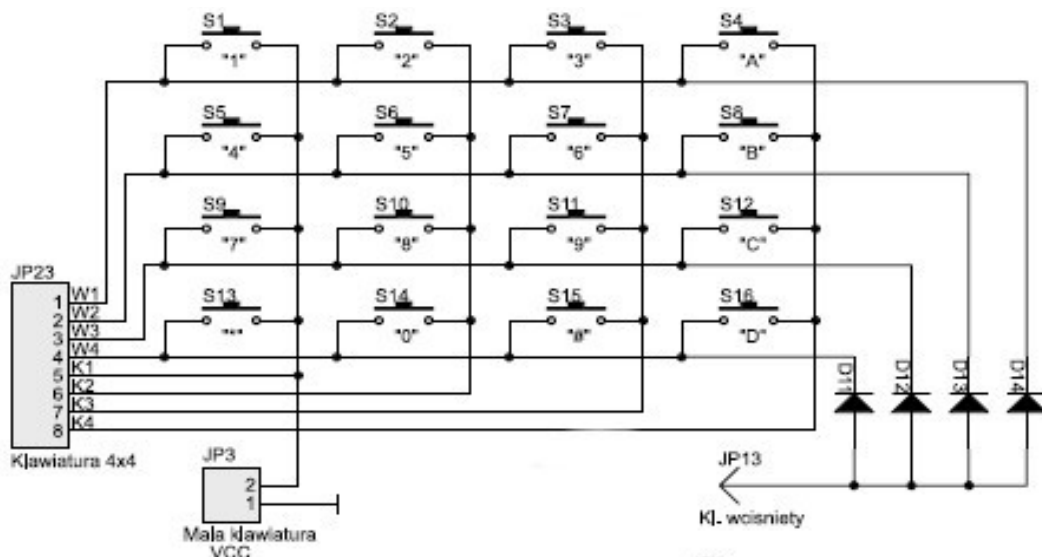 S1 S2 S3 S4
"1" "2" "3" "A"
S5 S6 S7 S8
"4" "5" "6" "B"
S9 S10 S11 S12
"7" "8" "9" "C"
S13 S14 S15 S16
"*" "0" "#" "D"
JP23
1 W1
2 W2
3 W3
4 W4
5 K1
6 K2
7 K3
8 K4
Klawiatura 4x4
D11 D12 D13 D14
JP3
2
1
Mala klawiatura
VCC
JP13
Kl. wcisniety